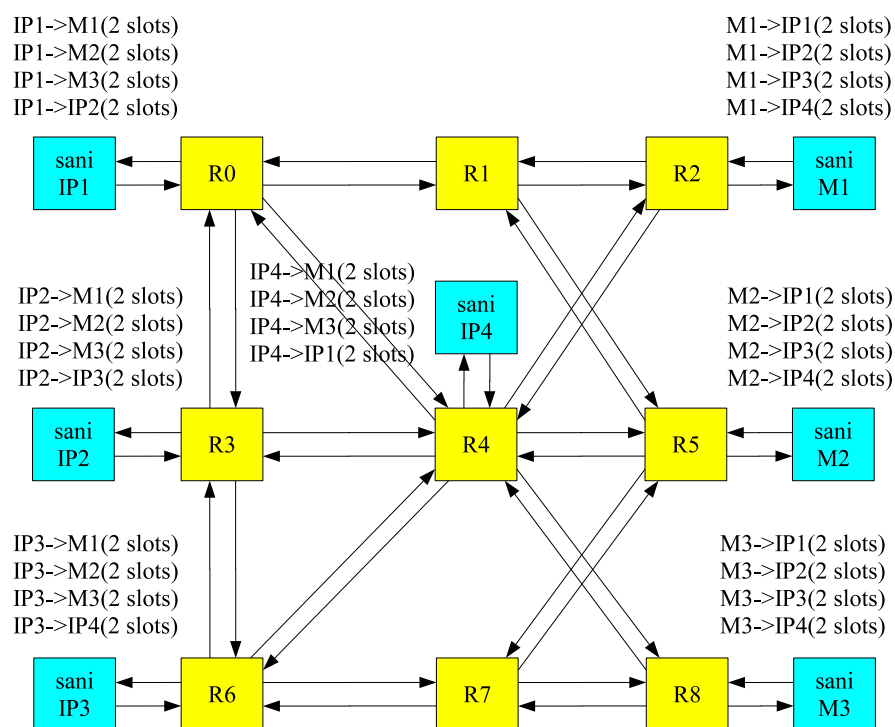 IP1->M1(2 slots)
IP1->M2(2 slots)
IP1->M3(2 slots)
IP1->IP2(2 slots)
M1->IP1(2 slots)
M1->IP2(2 slots)
M1->IP3(2 slots)
M1->IP4(2 slots)
sani
IP1
R0
R1
R2
sani
M1
IP2->M1(2 slots)
IP2->M2(2 slots)
IP2->M3(2 slots)
IP2->IP3(2 slots)
IP4->M1(2 slots)
IP4->M2(2 slots)
IP4->M3(2 slots)
IP4->IP1(2 slots)
sani
IP4
M2->IP1(2 slots)
M2->IP2(2 slots)
M2->IP3(2 slots)
M2->IP4(2 slots)
sani
IP2
R3
R4
R5
sani
M2
IP3->M1(2 slots)
IP3->M2(2 slots)
IP3->M3(2 slots)
IP3->IP4(2 slots)
M3->IP1(2 slots)
M3->IP2(2 slots)
M3->IP3(2 slots)
M3->IP4(2 slots)
sani
IP3
R6
R7
R8
sani
M3